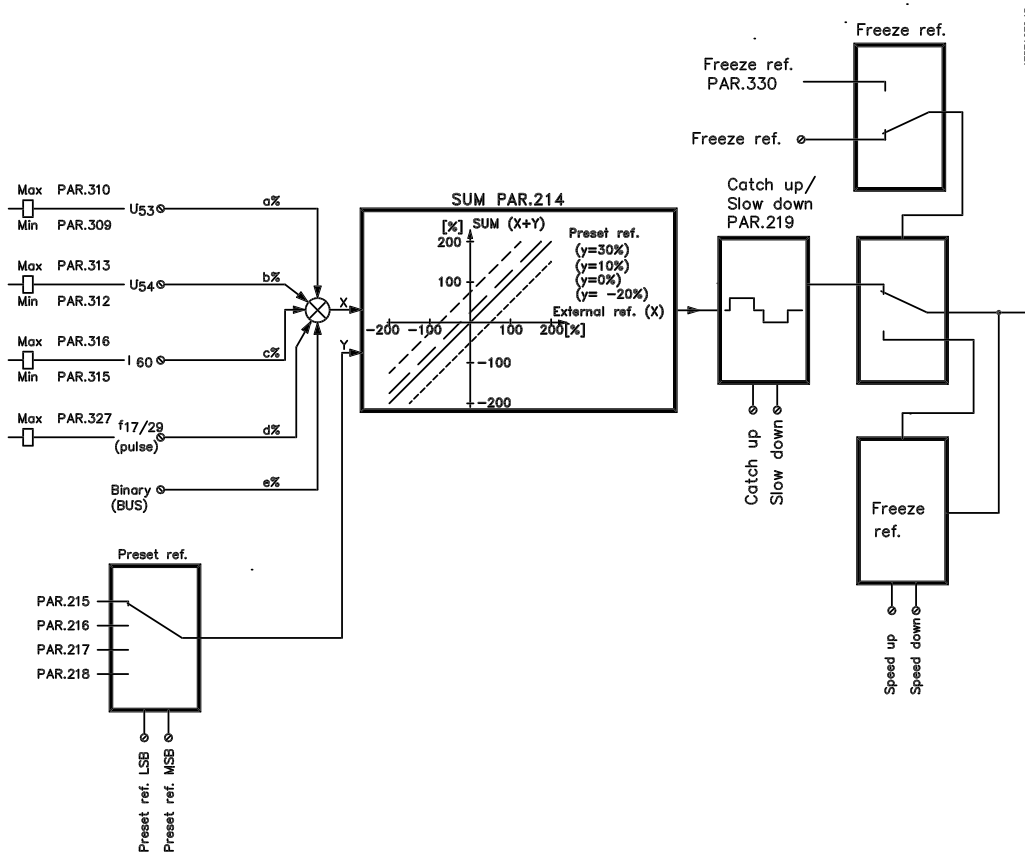 Freeze ref.
Freeze ref.
PAR.330
Freeze ref.
Catch up/
Slow down
PAR.219
Max PAR.310
U53
a%
Min PAR.309
Max PAR.313
U54
b%
Min PAR.312
Max PAR.316
I 60
c%
Min PAR.315
Max PAR.327
f17/29
(pulse)
d%
Binary
(BUS)
e%
X
Y
SUM PAR.214
[%] SUM (X+Y)
200
100
-200 -100
100 200[%]
-100
-200
Preset ref.
(y=30%)
(y=10%)
(y=0%)
(y= -20%)
External ref. (X)
Catch up
Slow down
Freeze
ref.
Speed up
Speed down
Preset ref.
PAR.215
PAR.216
PAR.217
PAR.218
Preset ref. LSB
Preset ref. MSB